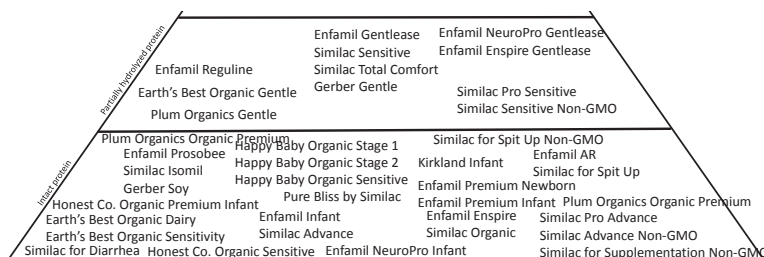 Partially hydrolyzed protein
Enfamil Gentlease
Similac Sensitive
Similac Total Comfort
Gerber Gentle
Enfamil NeuroPro Gentlease
Enfamil Enspire Gentlease
Enfamil Reguline
Earth's Best Organic Gentle
Plum Organics Gentle
Similac Pro Sensitive
Similac Sensitive Non-GMO
Intact protein
Plum Organics Organic Premium
Enfamil Prosobee
Similac Isomil
Gerber Soy
Happy Baby Organic Stage 1
Happy Baby Organic Stage 2
Happy Baby Organic Sensitive
Pure Bliss by Similac
Similac for Spit Up Non-GMO
Kirkland Infant
Enfamil AR
Similac for Spit Up
Enfamil Premium Newborn
Enfamil Premium Infant
Plum Organics Organic Premium
Honest Co. Organic Premium Infant
Earth's Best Organic Dairy
Earth's Best Organic Sensitivity
Enfamil Infant
Similac Advance
Enfamil Enspire
Similac Organic
Similac Pro Advance
Similac Advance Non-GMO
Similac for Diarrhea
Honest Co. Organic Sensitive
Enfamil NeuroPro Infant
Similac for Supplementation Non-GMO